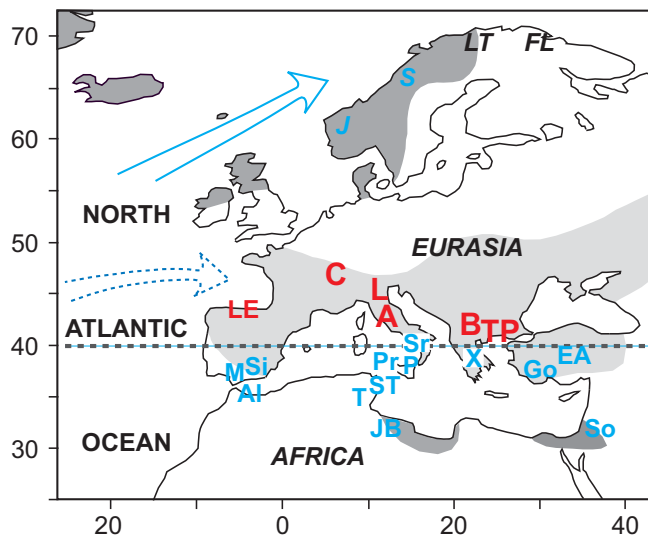 70
LT FL
S
J
60
NORTH
50
EURASIA
C
L
LE
A
B
TP
ATLANTIC
40
Sr
Pr
P
X
EA
M
Si
Go
ST
Al
T
JB
So
OCEAN
AFRICA
30
20 0 20 40